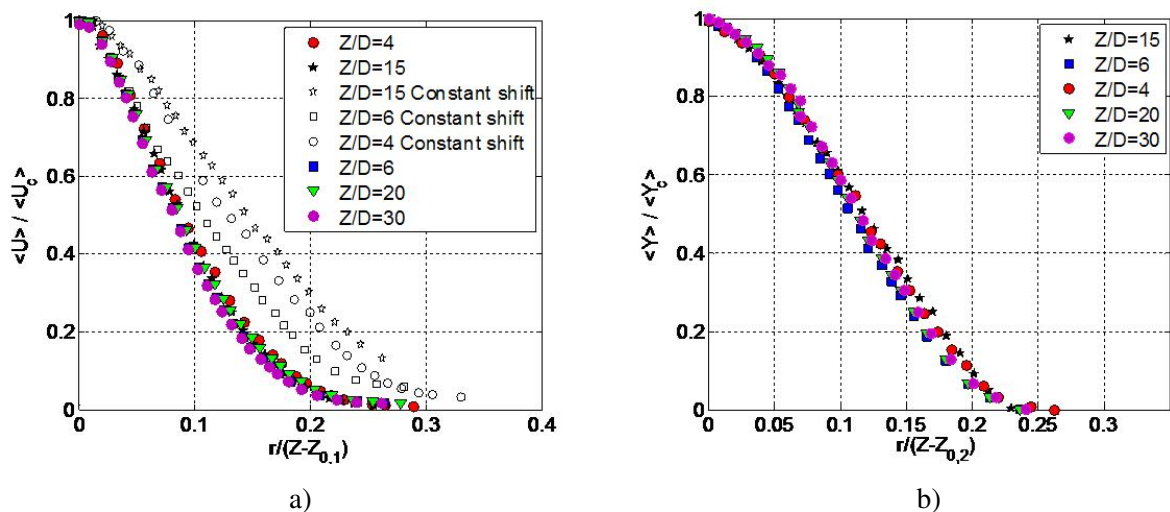 1
0.8
0.6
0.4
0.2
0
<U> / <U_c>
Z/D=4
Z/D=15
Z/D=15 Constant shift
Z/D=6 Constant shift
Z/D=4 Constant shift
Z/D=6
Z/D=20
Z/D=30
0 0.1 0.2 0.3 0.4
r/(Z-Z_0,1)
a)
1
0.8
0.6
0.4
0.2
0
<Y> / <Y_c>
Z/D=15
Z/D=6
Z/D=4
Z/D=20
Z/D=30
0 0.05 0.1 0.15 0.2 0.25 0.3
r/(Z-Z_0,2)
b)